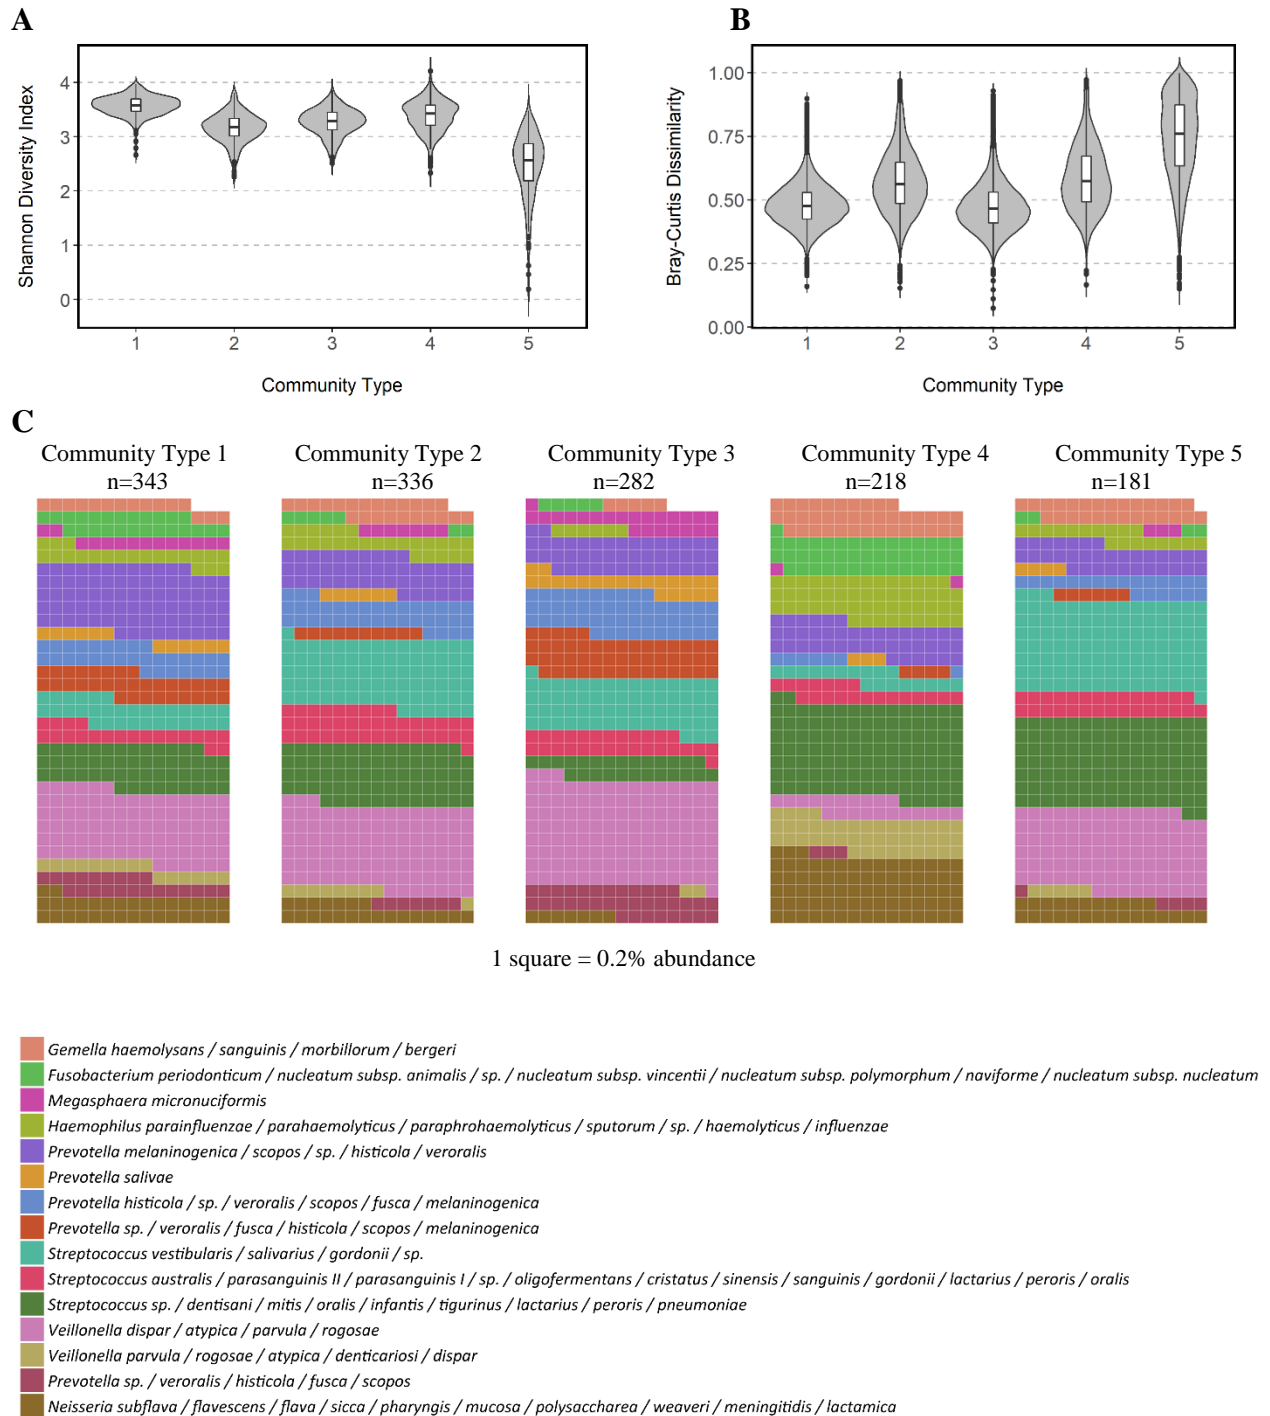 A
Shannon Diversity Index
4
3
2
1
0
1 2 3 4 5
Community Type
B
Bray-Curtis Dissimilarity
1.00
0.75
0.50
0.25
0.00
1 2 3 4 5
Community Type
C
Community Type 1
n=343
Community Type 2
n=336
Community Type 3
n=282
Community Type 4
n=218
Community Type 5
n=181
1 square = 0.2% abundance
Gemella haemolysans / sanguinis / morbillorum / bergeri
Fusobacterium periodonticum / nucleatum subsp. animalis / sp. / nucleatum subsp. vincentii / nucleatum subsp. polymorphum / naviforme / nucleatum subsp. nucleatum
Megasphaera micronuciformis
Haemophilus parainfluenzae / parahaemolyticus / paraphrohaemolyticus / sputorum / sp. / haemolyticus / influenzae
Prevotella melaninogenica / scopos / sp. / histicola / veroralis
Prevotella salivae
Prevotella histicola / sp. / veroralis / scopos / fusca / melaninogenica
Prevotella sp. / veroralis / fusca / histicola / scopos / melaninogenica
Streptococcus vestibularis / salivarius / gordonii / sp.
Streptococcus australis / parasanguinis II / parasanguinis I / sp. / oligofermentans / cristatus / sinensis / sanguinis / gordonii / lactarius / peroris / oralis
Streptococcus sp. / dentisani / mitis / oralis / infantis / tigurinus / lactarius / peroris / pneumoniae
Veillonella dispar / atypica / parvula / rogosae
Veillonella parvula / rogosae / atypica / denticariosi / dispar
Prevotella sp. / veroralis / histicola / fusca / scopos
Neisseria subflava / flavescens / flava / sicca / pharyngis / mucosa / polysaccharea / weaveri / meningitidis / lactamica